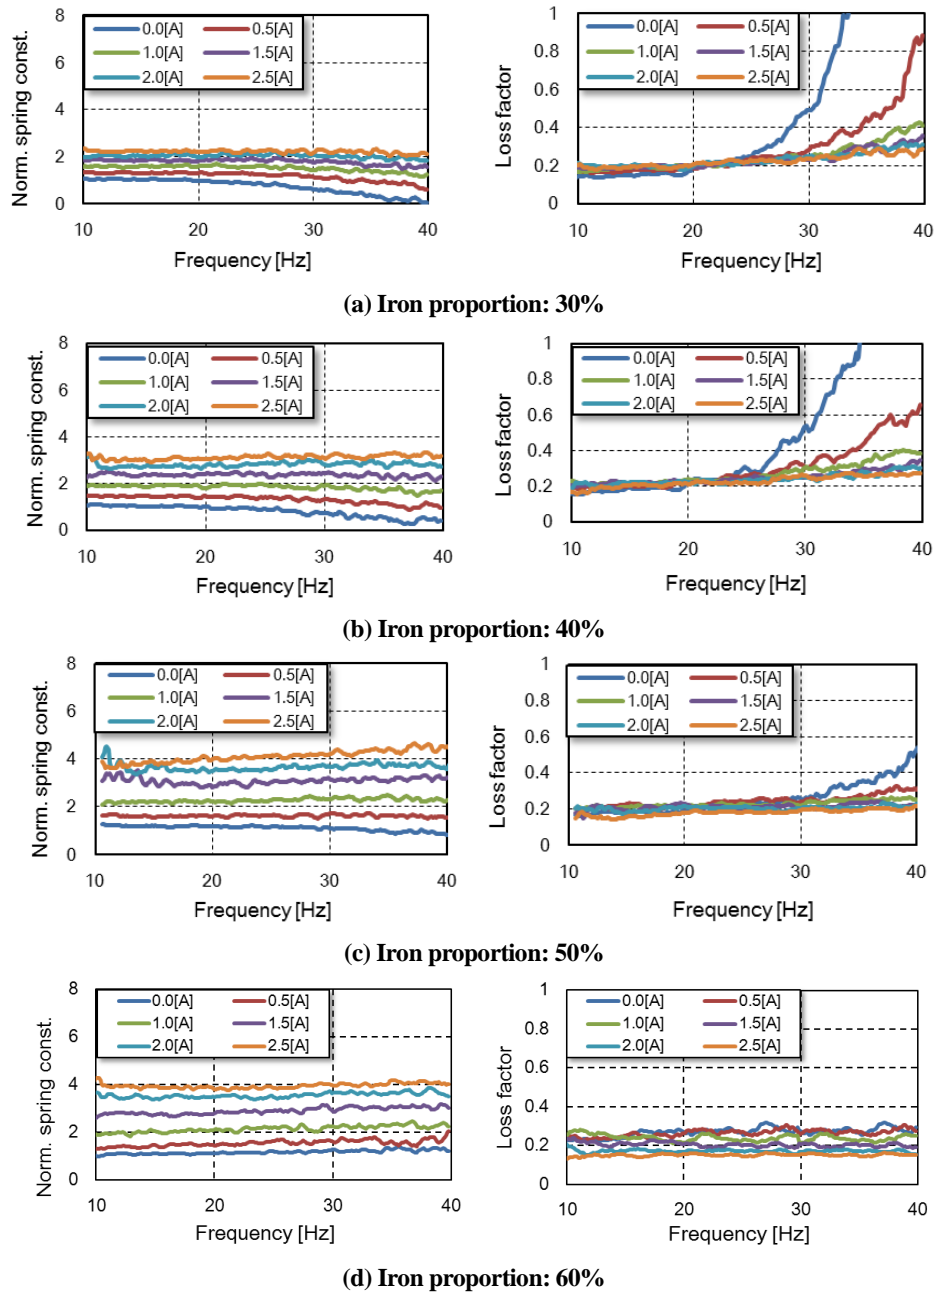 Norm. spring const.
8
6
4
2
0
0.0[A] 0.5[A]
1.0[A] 1.5[A]
2.0[A] 2.5[A]
10 20 30 40
Frequency [Hz]
Loss factor
1
0.8
0.6
0.4
0.2
0
0.0[A] 0.5[A]
1.0[A] 1.5[A]
2.0[A] 2.5[A]
10 20 30 40
Frequency [Hz]
(a) Iron proportion: 30%
Norm. spring const.
8
6
4
2
0
0.0[A] 0.5[A]
1.0[A] 1.5[A]
2.0[A] 2.5[A]
10 20 30 40
Frequency [Hz]
Loss factor
1
0.8
0.6
0.4
0.2
0
0.0[A] 0.5[A]
1.0[A] 1.5[A]
2.0[A] 2.5[A]
10 20 30 40
Frequency [Hz]
(b) Iron proportion: 40%
Norm. spring const.
8
6
4
2
0
0.0[A] 0.5[A]
1.0[A] 1.5[A]
2.0[A] 2.5[A]
10 20 30 40
Frequency [Hz]
Loss factor
1
0.8
0.6
0.4
0.2
0
0.0[A] 0.5[A]
1.0[A] 1.5[A]
2.0[A] 2.5[A]
10 20 30 40
Frequency [Hz]
(c) Iron proportion: 50%
Norm. spring const.
8
6
4
2
0
0.0[A] 0.5[A]
1.0[A] 1.5[A]
2.0[A] 2.5[A]
10 20 30 40
Frequency [Hz]
Loss factor
1
0.8
0.6
0.4
0.2
0
0.0[A] 0.5[A]
1.0[A] 1.5[A]
2.0[A] 2.5[A]
10 20 30 40
Frequency [Hz]
(d) Iron proportion: 60%